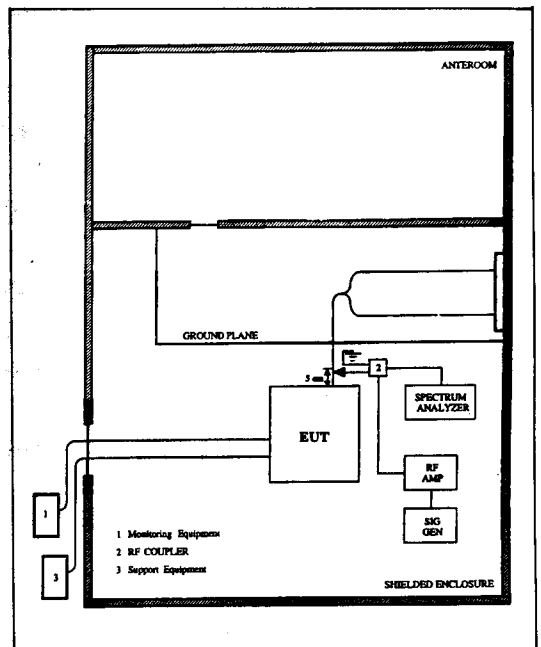 ANTEROOM
GROUND PLANE
5 cm
2
SPECTRUM
ANALYZER
EUT
RF
AMP
SIG
GEN
1
3
1 Monitoring Equipment
2 RF COUPLER
3 Support Equipment
SHIELDED ENCLOSURE